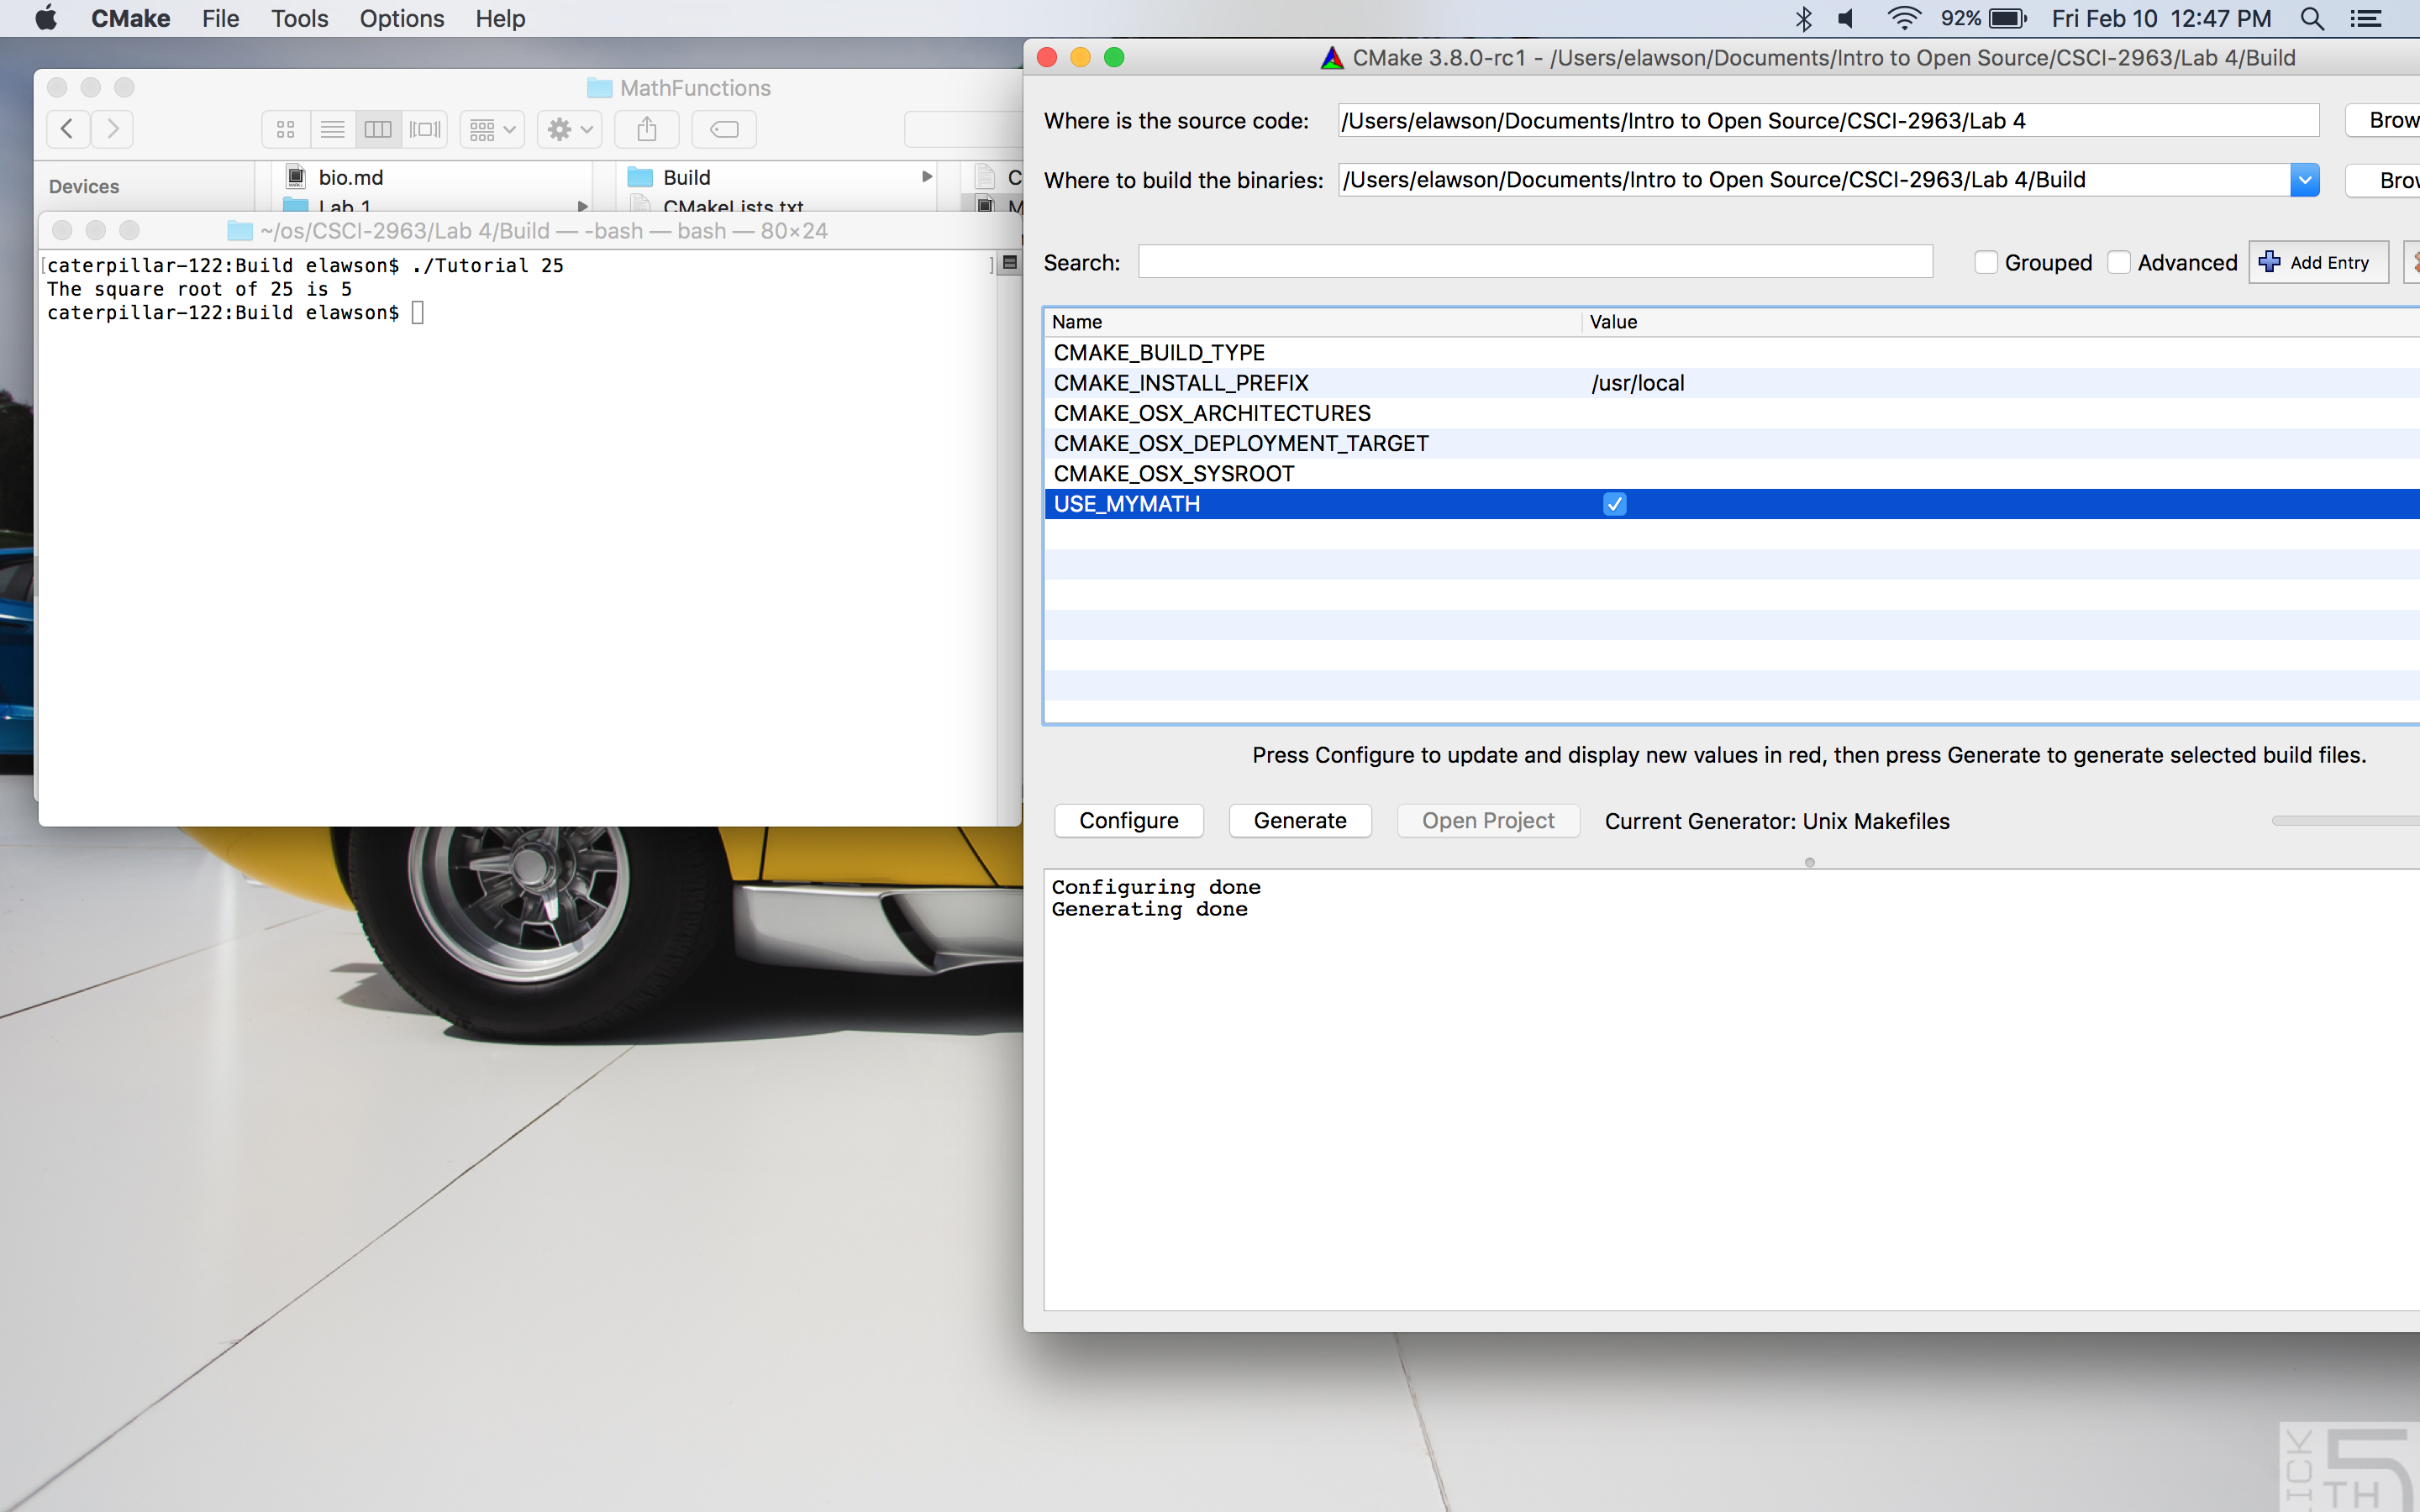 CMake File Tools Options Help 92% Fri Feb 10 12:47 PM
MathFunctions
Devices
bio.md
Lab 1
Build
CMakeLists.txt
~/os/CSCI-2963/Lab 4/Build — -bash — bash — 80×24
[caterpillar-122:Build elawson$ ./Tutorial 25 ]
The square root of 25 is 5
caterpillar-122:Build elawson$
CMake 3.8.0-rc1 - /Users/elawson/Documents/Intro to Open Source/CSCI-2963/Lab 4/Build
Where is the source code: /Users/elawson/Documents/Intro to Open Source/CSCI-2963/Lab 4 Brow
Where to build the binaries: /Users/elawson/Documents/Intro to Open Source/CSCI-2963/Lab 4/Build Brow
Search: Grouped Advanced Add Entry
Name Value
CMAKE_BUILD_TYPE
CMAKE_INSTALL_PREFIX /usr/local
CMAKE_OSX_ARCHITECTURES
CMAKE_OSX_DEPLOYMENT_TARGET
CMAKE_OSX_SYSROOT
USE_MYMATH
Press Configure to update and display new values in red, then press Generate to generate selected build files.
Configure Generate Open Project Current Generator: Unix Makefiles
Configuring done
Generating done
ICK
5
TH